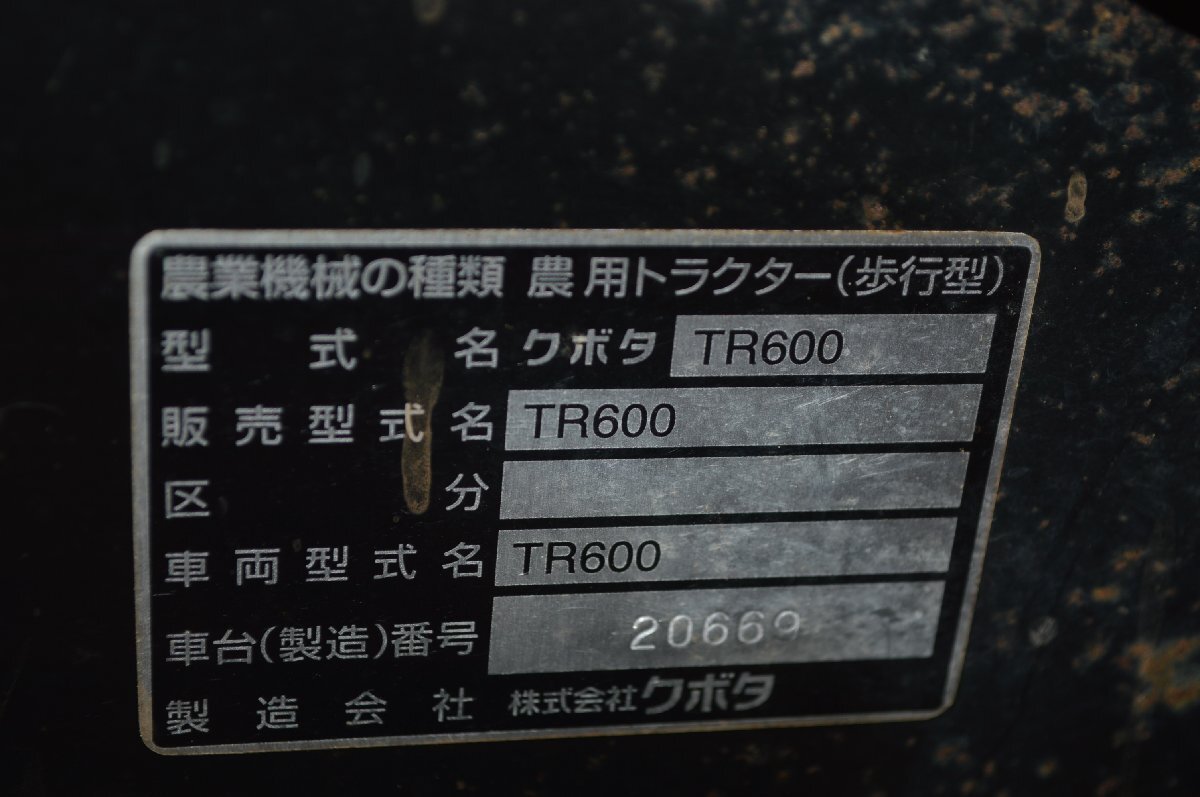 農業機械の種類 農用トラクター(歩行型)
型式名 クボタ TR600
販売型式名 TR600
区分
車両型式名 TR600
車台(製造)番号 20669
製造会社 株式会社クボタ